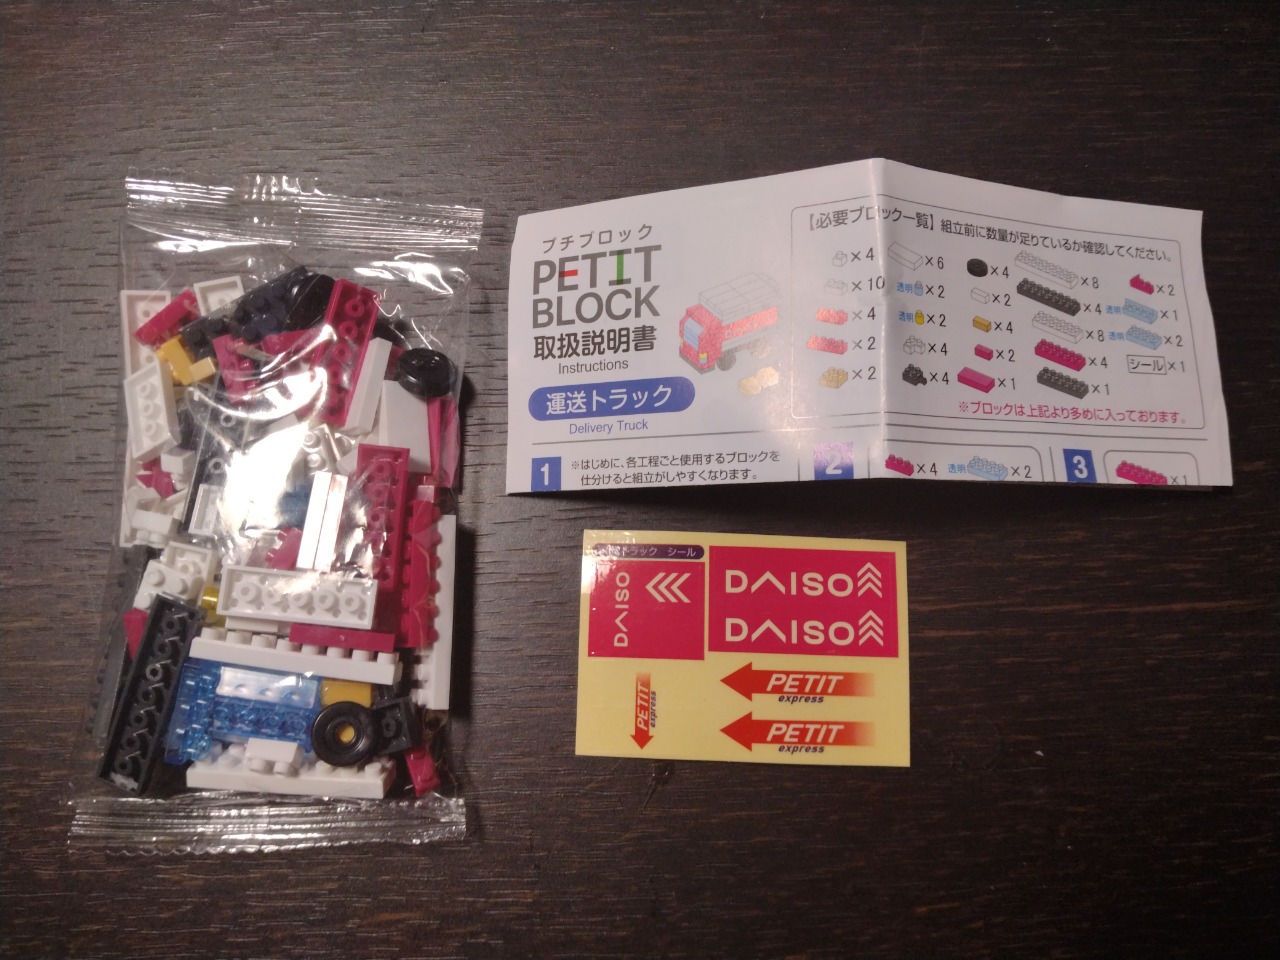 プチブロック
PETIT
BLOCK
取扱説明書
Instructions
運送トラック
Delivery Truck
【必要ブロック一覧】組立前に数量が足りているか確認してください。
×4
×10
×4
×2
×2
×6
透明 ×2
透明 ×2
×4
×4
×4
×2
×4
×2
×1
×8
×4
×8
×4
×1
×2
透明 ×1
透明 ×2
シール ×1
※ブロックは上記より多めに入っております。
1
※はじめに、各工程ごと使用するブロックを
仕分けると組立がしやすくなります。
2
×4 透明 ×2
3
×1
トラック シール
DAISO
DAISO
DAISO
PETIT
express
PETIT
express
PETIT
express